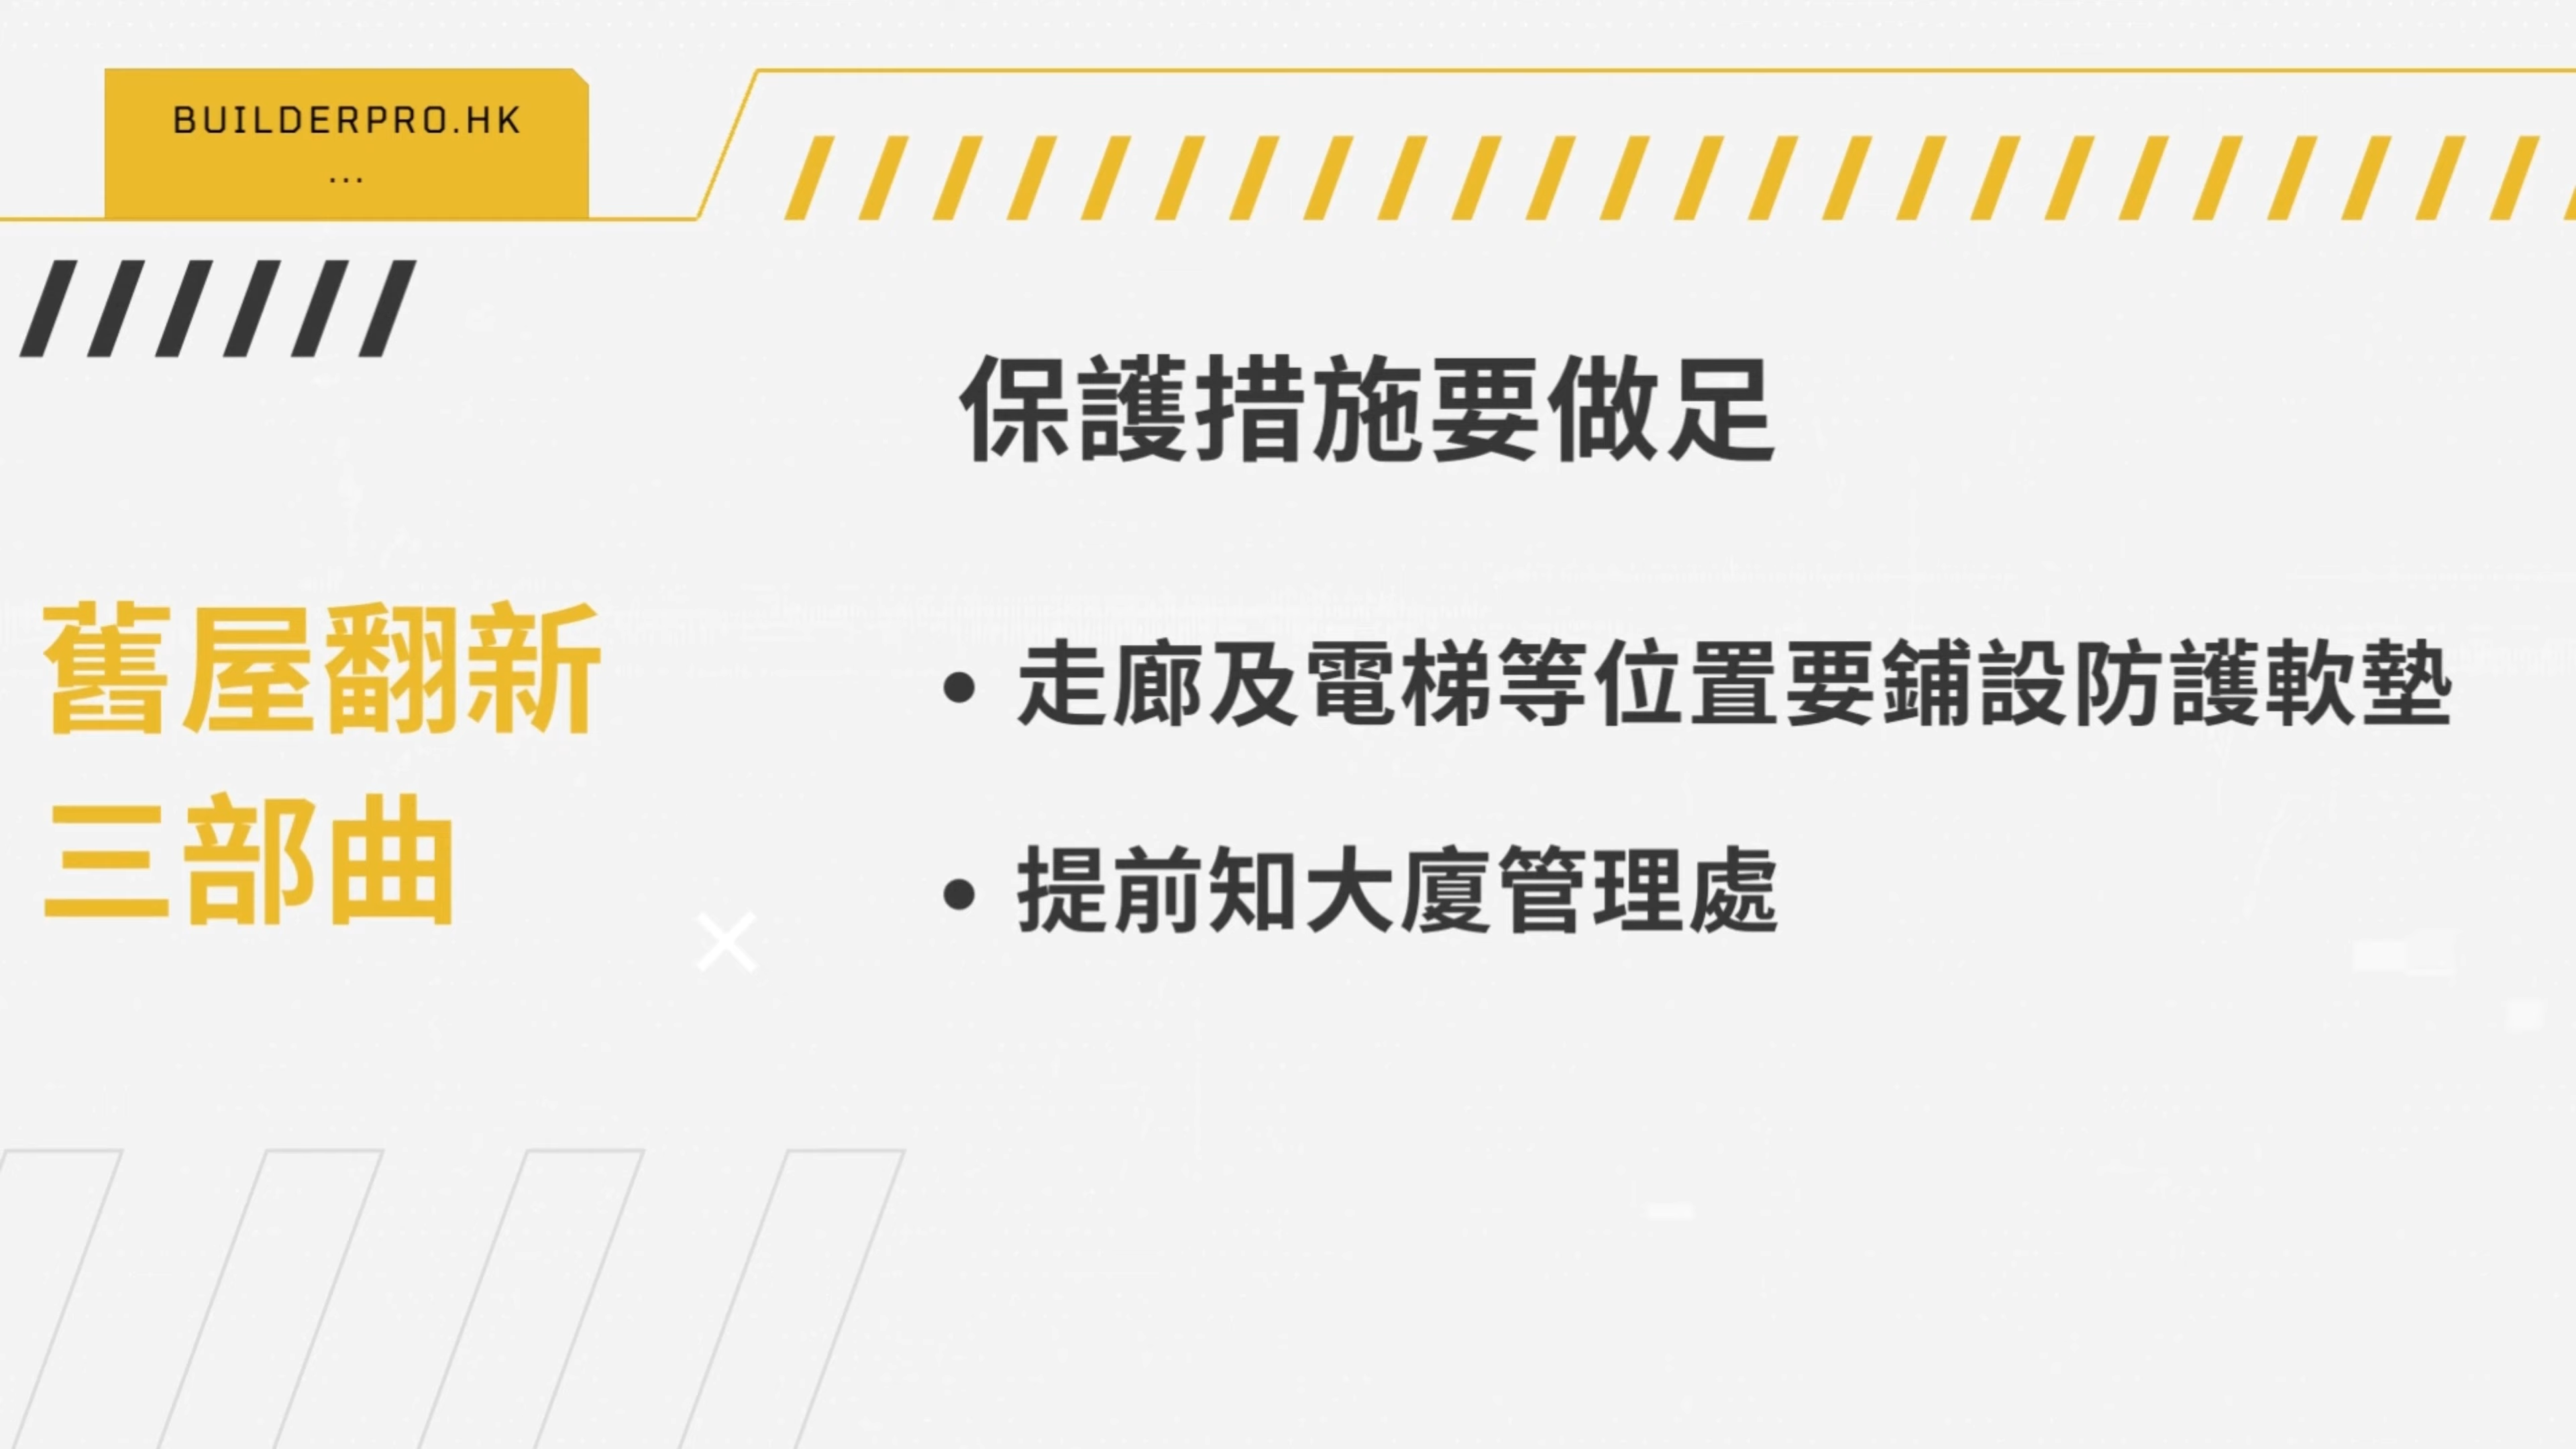 BUILDERPRO.HK
...
保護措施要做足
舊屋翻新
三部曲
• 走廊及電梯等位置要鋪設防護軟墊
• 提前知大廈管理處